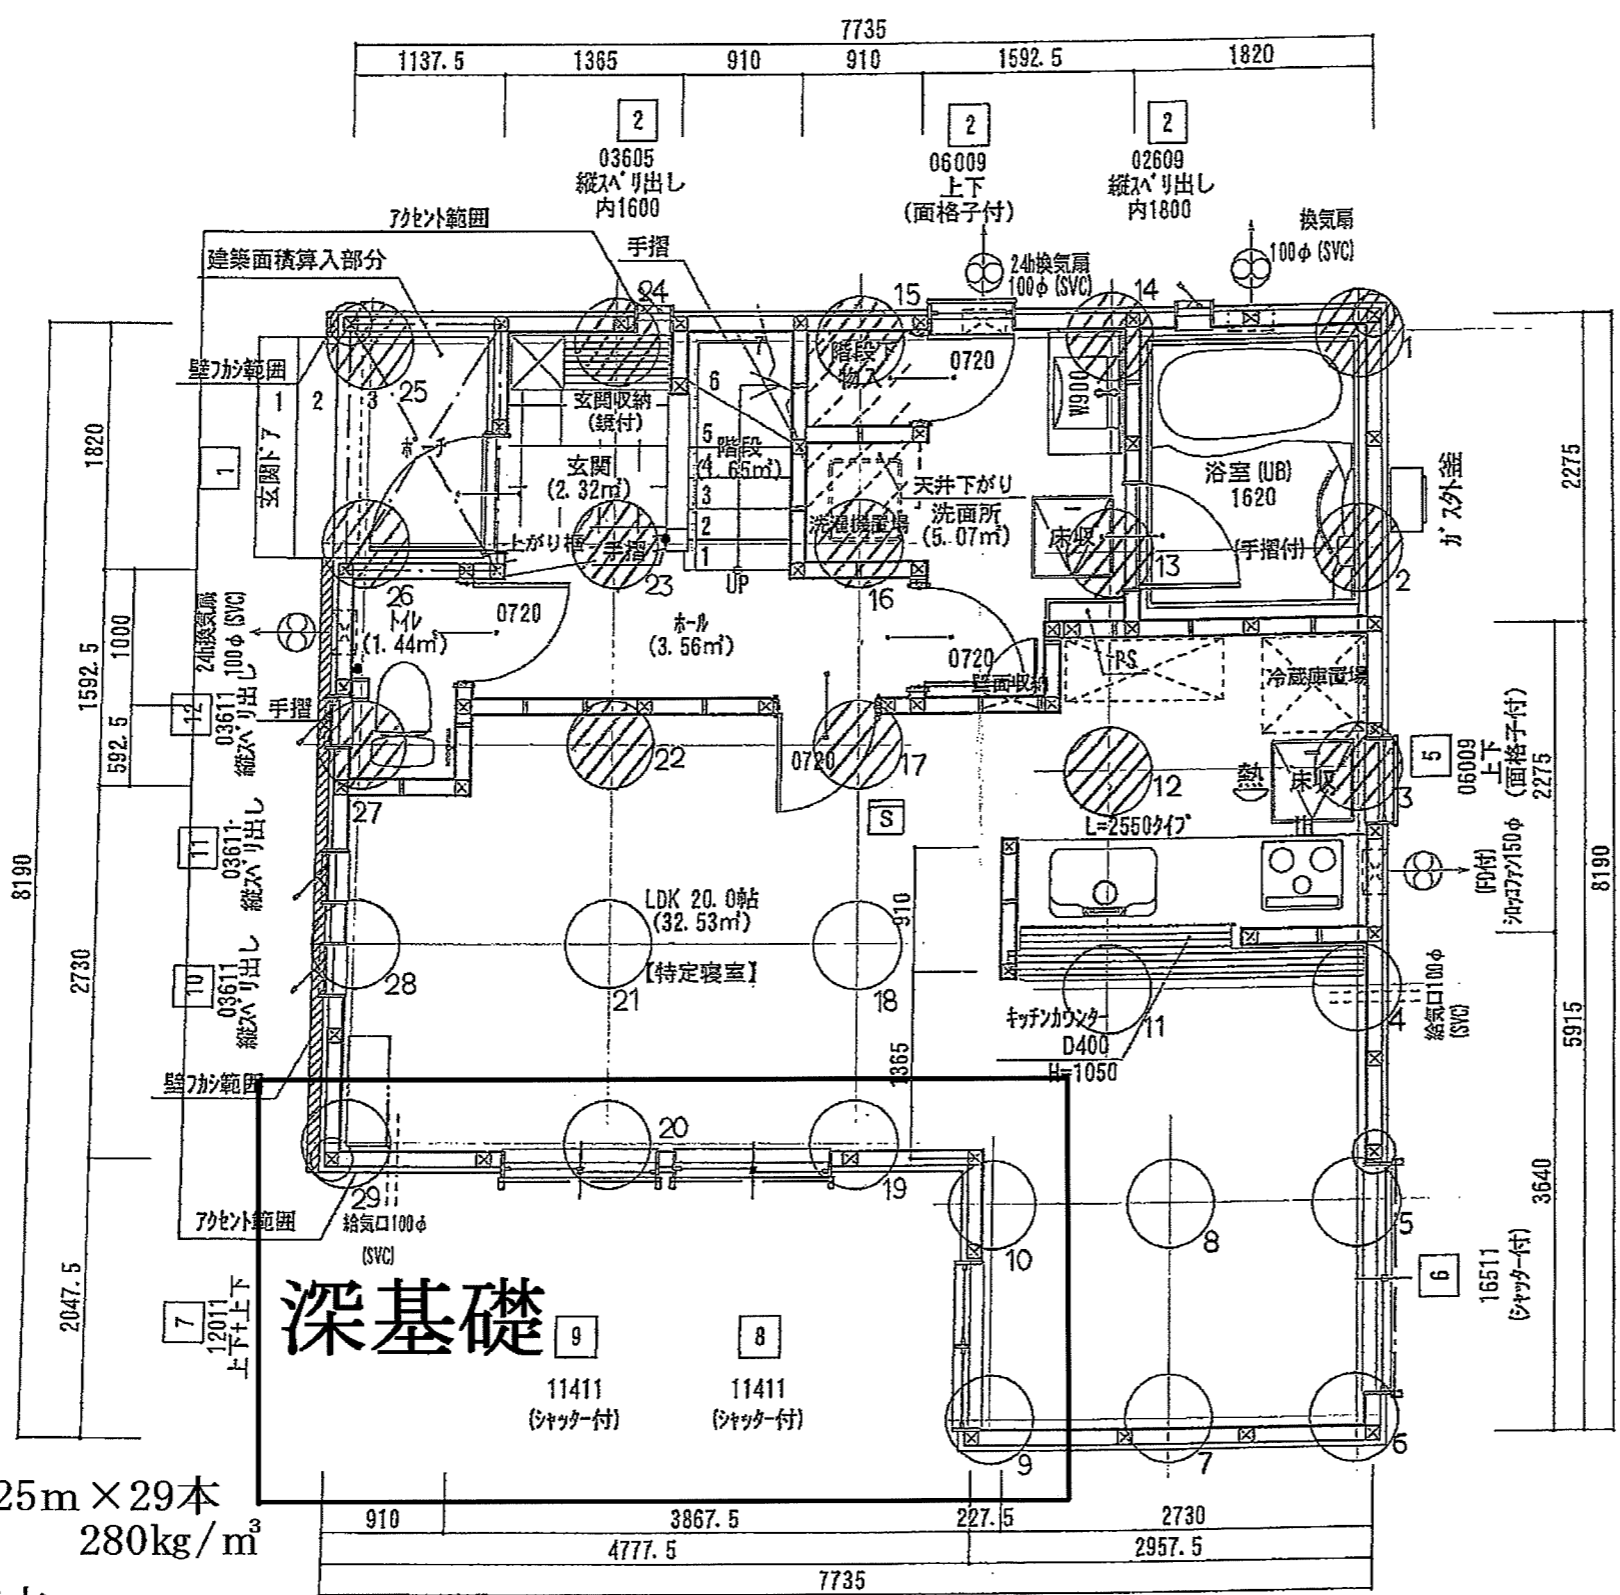 7735
1137.5
1365
910
910
1592.5
1820
2
03605
縦スベリ出し
内1600
2
06009
上下
(面格子付)
2
02609
縦スベリ出し
内1800
アクセント範囲
手摺
建築面積算入部分
24h換気扇
100φ(SVC)
換気扇
100φ(SVC)
24
15
14
1
壁フカシ範囲
1
2
3
25
玄関ドア
ポーチ
玄関収納
(鏡付)
玄関
(2.32㎡)
上がり框
手摺
23
7
6
5
4
3
2
1
UP
階段
(1.65㎡)
階段下
物入
0720
W900
洗濯機置場
天井下がり
洗面所
(5.07㎡)
床収
16
13
浴室(UB)
1620
(手摺付)
2
ガスタト釜
1
1820
2275
26
トイレ
(1.44㎡)
0720
ホール
(3.56㎡)
0720
壁面収納
PS
冷蔵庫置場
24h換気扇
100φ(SVC)
1592.5
1000
592.5
12
03611
縦スベリ出し
手摺
27
22
0720
17
12
熱
床収
3
5
06009
上下
(面格子付)
2275
S
L=2550タイプ
11
03611
縦スベリ出し
(FD付)
シロッコファン150φ
8190
8190
LDK 20.0帖
(32.53㎡)
【特定寝室】
910
28
21
18
11
4
10
03611
縦スベリ出し
2730
キッチンカウンター
D400
H=1050
給気口100φ
(SVC)
5915
1365
壁フカシ範囲
20
29
19
10
8
5
アクセント範囲
給気口100φ
(SVC)
3640
7
12011
上下+上下
2047.5
深基礎
9
11411
(シャッター付)
8
11411
(シャッター付)
6
16511
(シャッター付)
9
7
6
25m×29本
280kg/㎥
910
3867.5
227.5
2730
4777.5
2957.5
7735